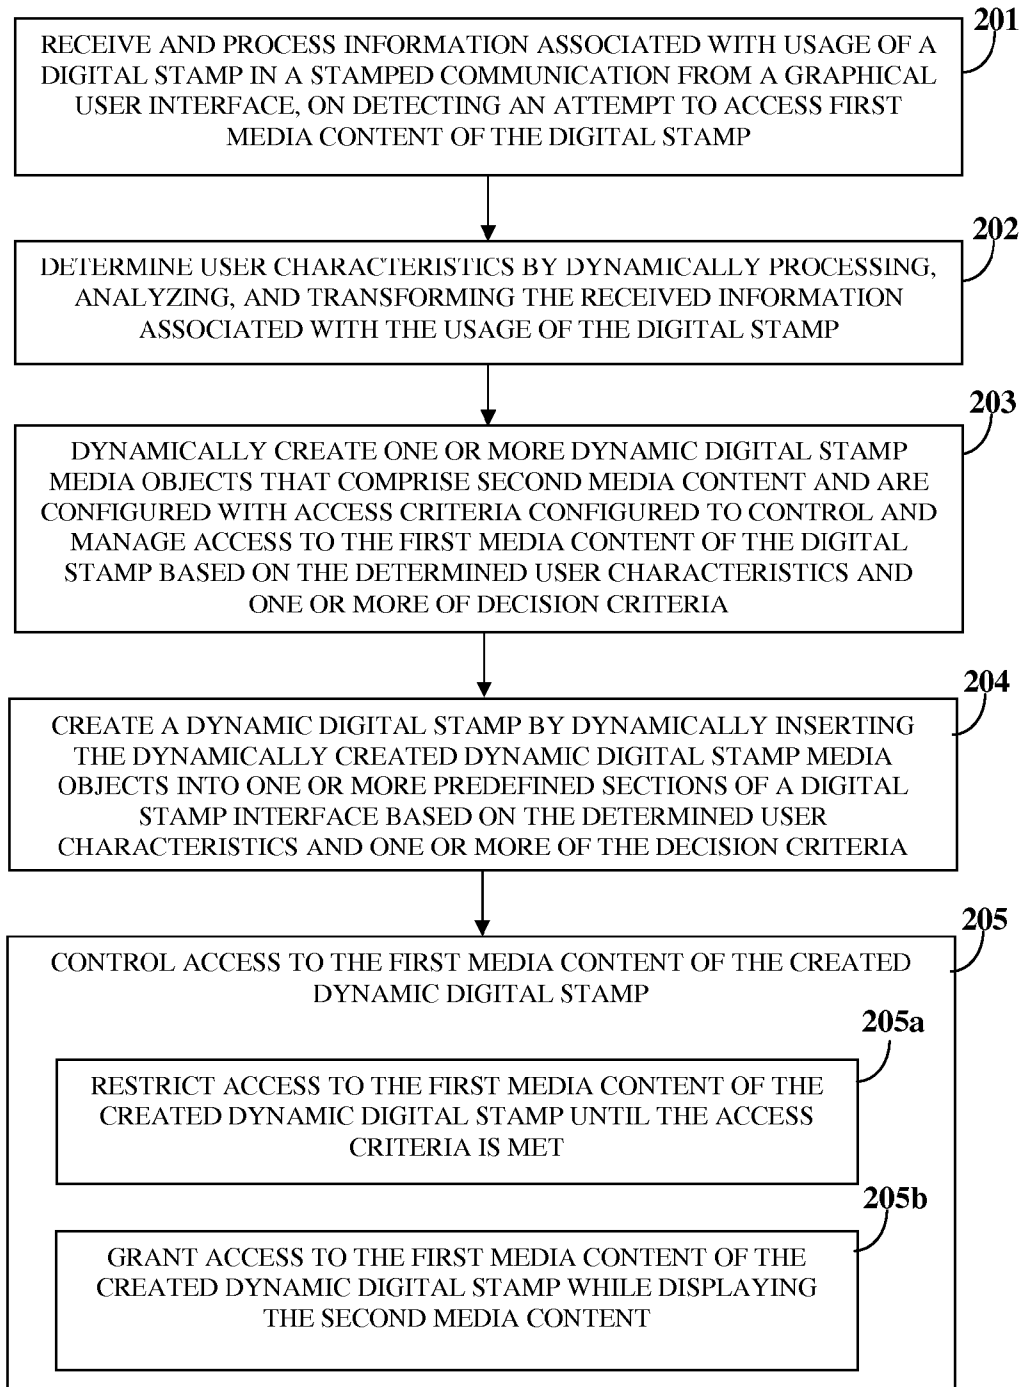 201
RECEIVE AND PROCESS INFORMATION ASSOCIATED WITH USAGE OF A
DIGITAL STAMP IN A STAMPED COMMUNICATION FROM A GRAPHICAL
USER INTERFACE, ON DETECTING AN ATTEMPT TO ACCESS FIRST
MEDIA CONTENT OF THE DIGITAL STAMP
202
DETERMINE USER CHARACTERISTICS BY DYNAMICALLY PROCESSING,
ANALYZING, AND TRANSFORMING THE RECEIVED INFORMATION
ASSOCIATED WITH THE USAGE OF THE DIGITAL STAMP
203
DYNAMICALLY CREATE ONE OR MORE DYNAMIC DIGITAL STAMP
MEDIA OBJECTS THAT COMPRISE SECOND MEDIA CONTENT AND ARE
CONFIGURED WITH ACCESS CRITERIA CONFIGURED TO CONTROL AND
MANAGE ACCESS TO THE FIRST MEDIA CONTENT OF THE DIGITAL
STAMP BASED ON THE DETERMINED USER CHARACTERISTICS AND
ONE OR MORE OF DECISION CRITERIA
204
CREATE A DYNAMIC DIGITAL STAMP BY DYNAMICALLY INSERTING
THE DYNAMICALLY CREATED DYNAMIC DIGITAL STAMP MEDIA
OBJECTS INTO ONE OR MORE PREDEFINED SECTIONS OF A DIGITAL
STAMP INTERFACE BASED ON THE DETERMINED USER
CHARACTERISTICS AND ONE OR MORE OF THE DECISION CRITERIA
205
CONTROL ACCESS TO THE FIRST MEDIA CONTENT OF THE CREATED
DYNAMIC DIGITAL STAMP
205a
RESTRICT ACCESS TO THE FIRST MEDIA CONTENT OF THE
CREATED DYNAMIC DIGITAL STAMP UNTIL THE ACCESS
CRITERIA IS MET
205b
GRANT ACCESS TO THE FIRST MEDIA CONTENT OF THE
CREATED DYNAMIC DIGITAL STAMP WHILE DISPLAYING
THE SECOND MEDIA CONTENT